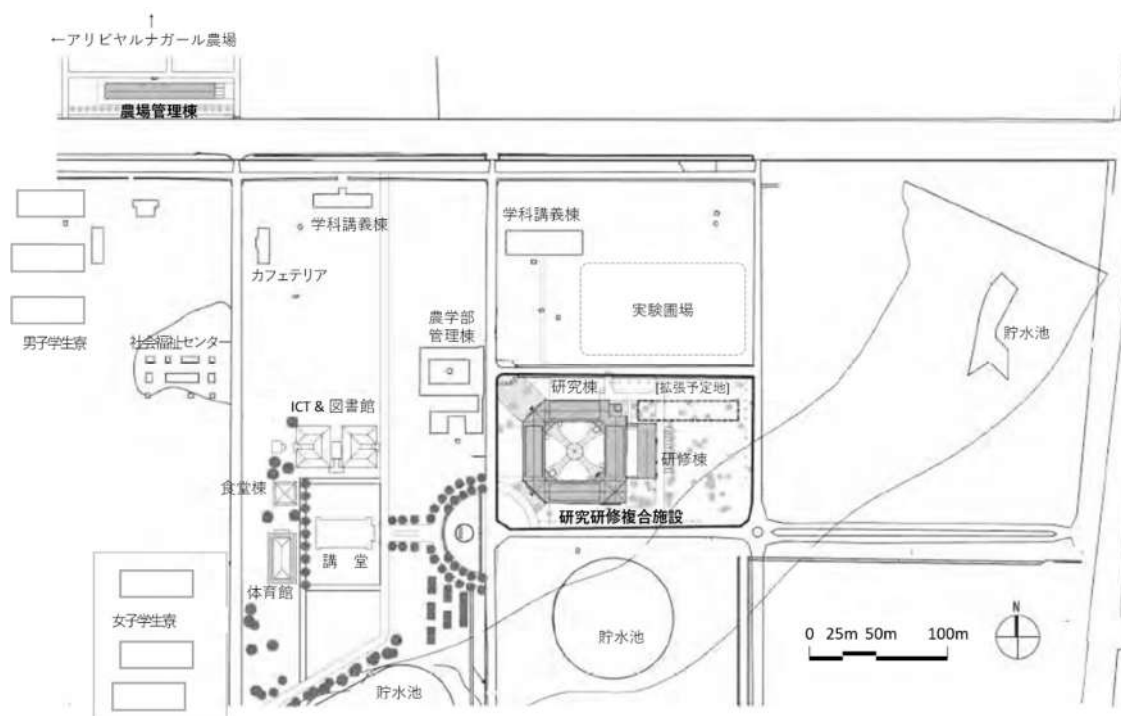 ↑
←アリビヤルナガール農場
農場管理棟
学科講義棟
学科講義棟
カフェテリア
実験圃場
農学部
管理棟
貯水池
男子学生寮
社会福祉センタ
研究棟
[拡張予定地]
ICT & 図書館
研修棟
食堂棟
研究研修複合施設
講 堂
体育館
女子学生寮
貯水池
0 25m 50m 100m
N
貯水池